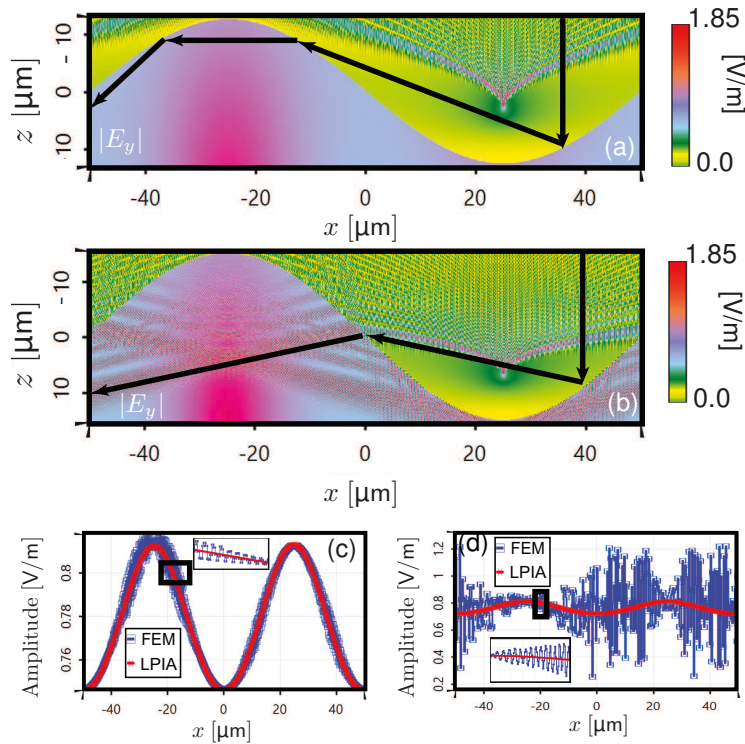 1.85
- 10
0
10
z [µm]
|E_y|
(a)
[V/m]
0.0
-40 -20 0 20 40
x [µm]
1.85
- 10
0
10
z [µm]
|E_y|
(b)
[V/m]
0.0
-40 -20 0 20 40
x [µm]
(c)
Amplitude [V/m]
0.8
0.78
0.76
FEM
LPIA
-40 -20 0 20 40
x [µm]
(d)
Amplitude [V/m]
1.2
1
0.8
0.6
0.4
0.2
FEM
LPIA
-40 -20 0 20 40
x [µm]